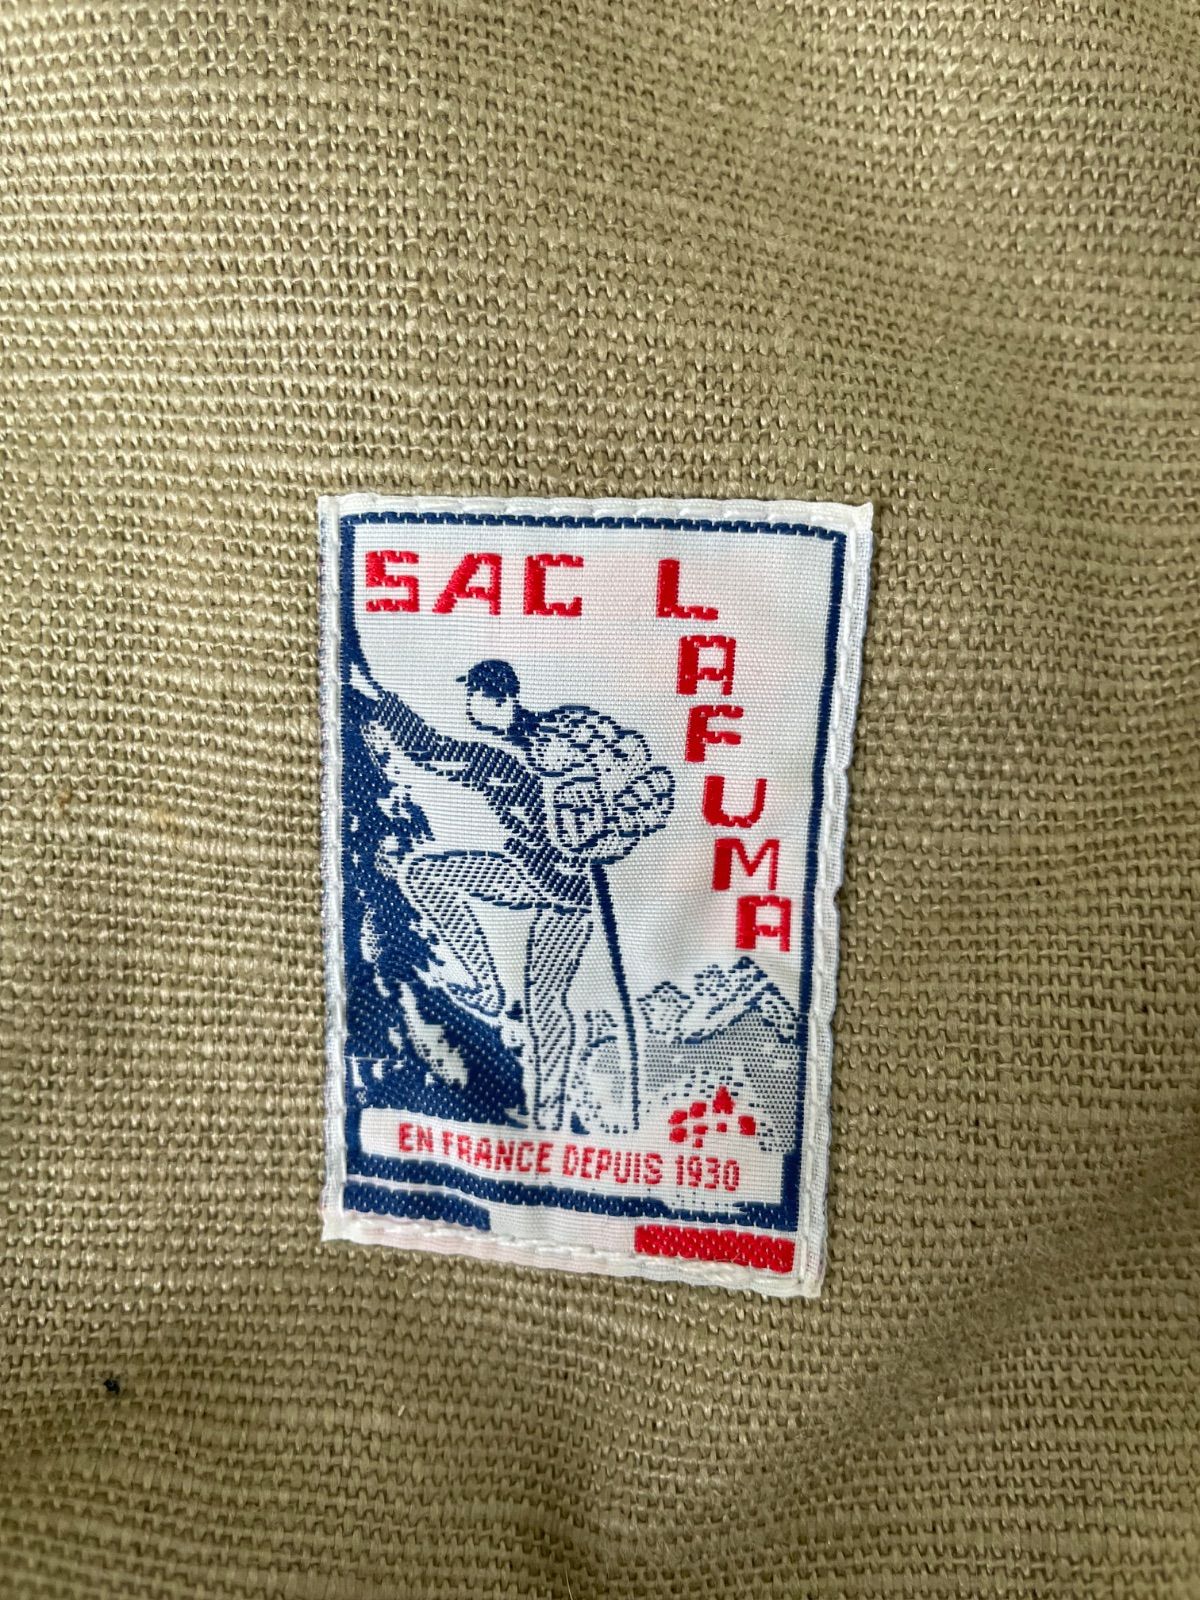 SAC LAFUMA
EN FRANCE DEPUIS 1930